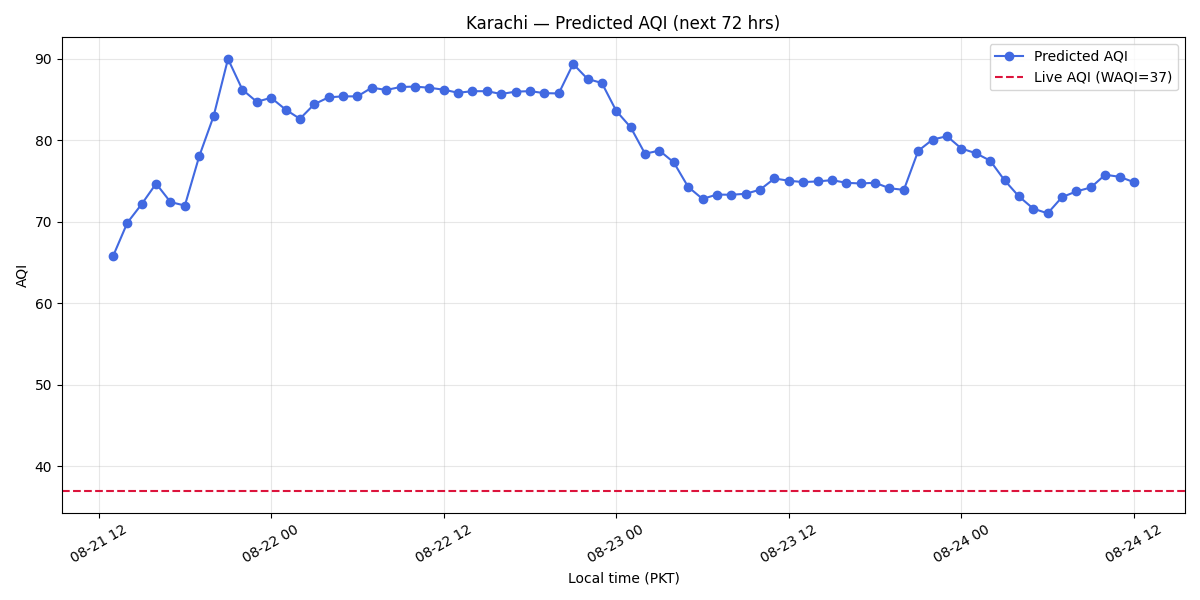 Karachi — Predicted AQI (next 72 hrs)
Predicted AQI
Live AQI (WAQI=37)
AQI
90
80
70
60
50
40
08-21 12
08-22 00
08-22 12
08-23 00
08-23 12
08-24 00
08-24 12
Local time (PKT)